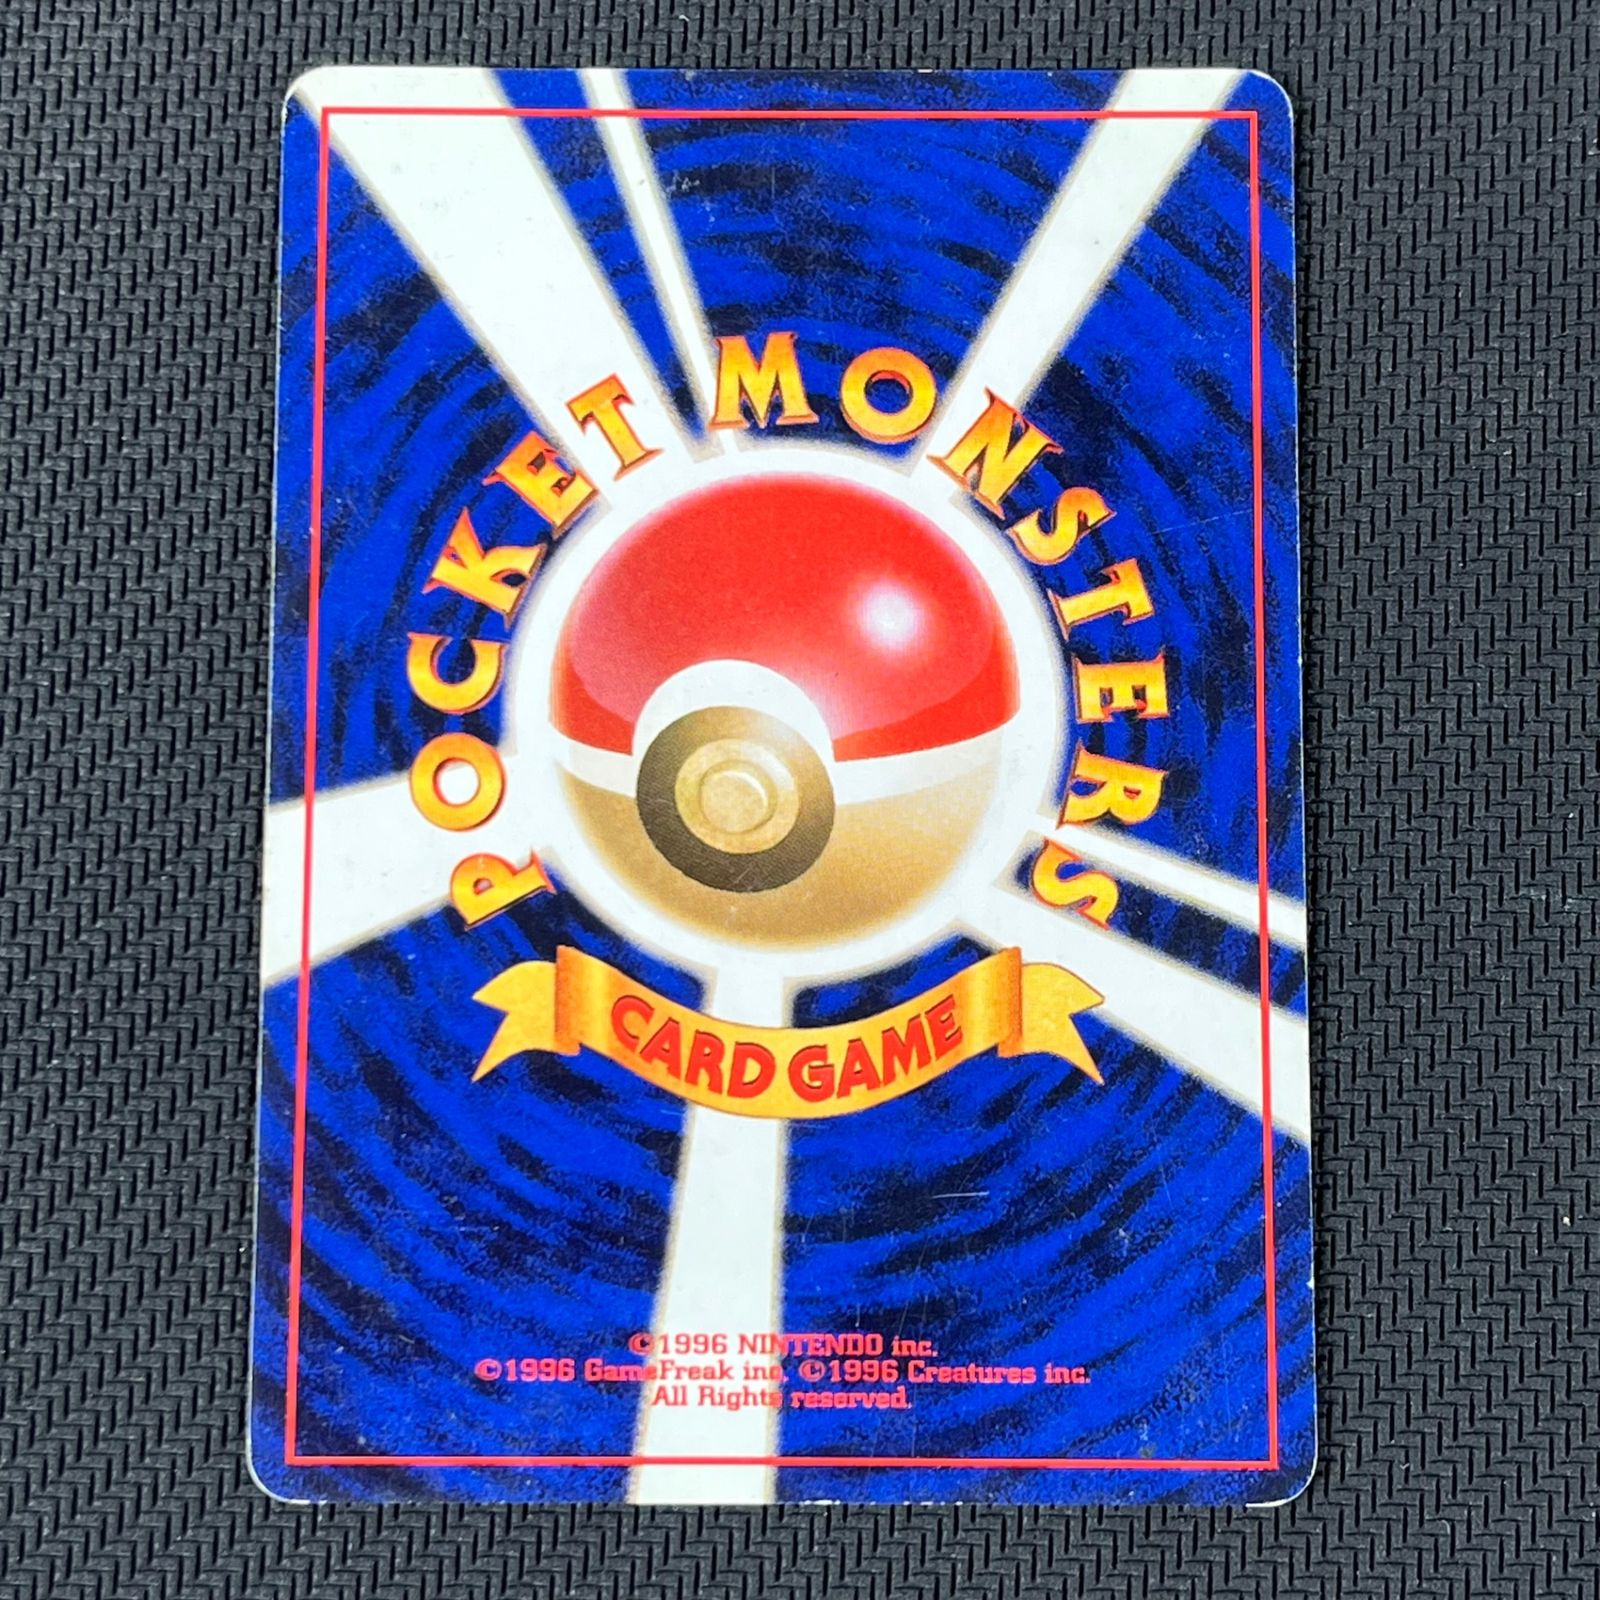 POCKET MONSTERS
CARD GAME
©1996 NINTENDO inc.
©1996 GameFreak inc. ©1996 Creatures inc.
All Rights reserved.